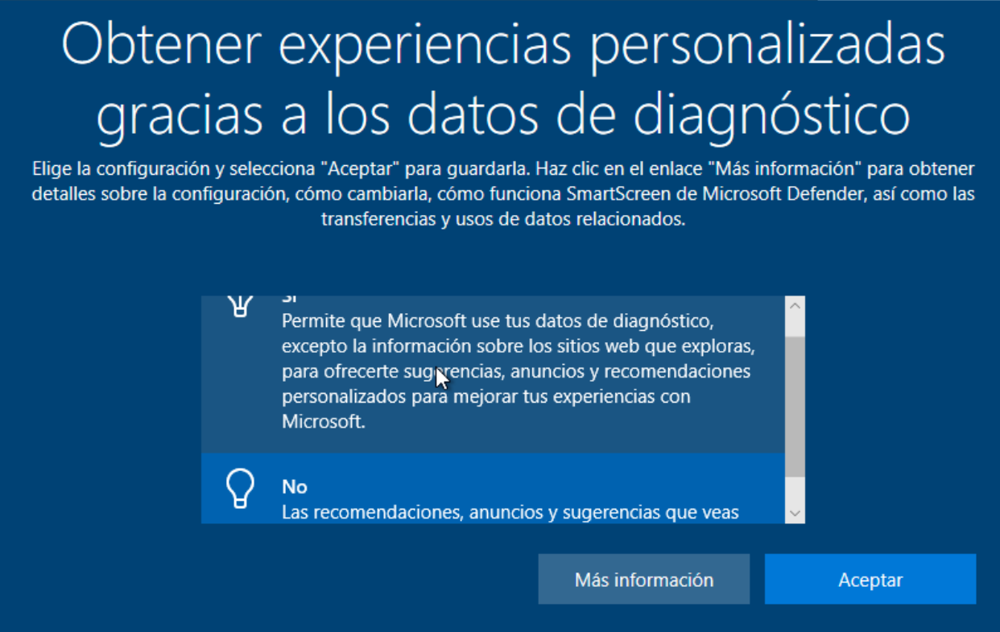 Obtener experiencias personalizadas
gracias a los datos de diagnóstico
Elige la configuración y selecciona "Aceptar" para guardarla. Haz clic en el enlace "Más información" para obtener
detalles sobre la configuración, cómo cambiarla, cómo funciona SmartScreen de Microsoft Defender, así como las
transferencias y usos de datos relacionados.
Sí
Permite que Microsoft use tus datos de diagnóstico,
excepto la información sobre los sitios web que exploras,
para ofrecerte sugerencias, anuncios y recomendaciones
personalizados para mejorar tus experiencias con
Microsoft.
No
Las recomendaciones, anuncios y sugerencias que veas
Más información
Aceptar